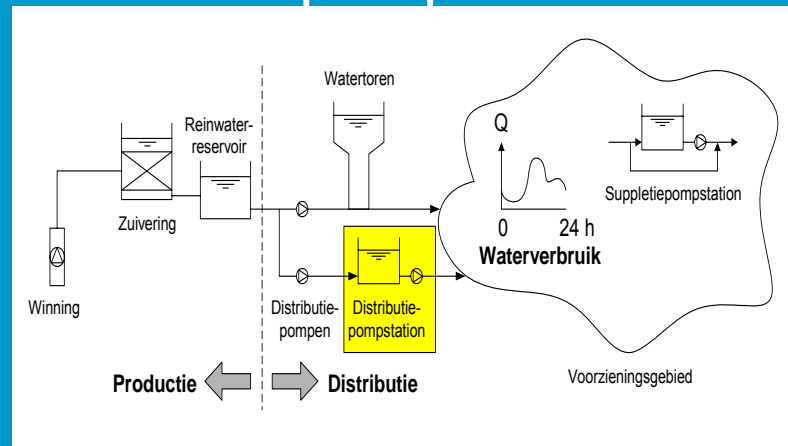 Watertoren
Reinwater-
reservoir
Zuivering
Winning
Distributie-
pompen
Distributie-
pompstation
Q
0 24 h
Waterverbruik
Suppletiepompstation
Voorzieningsgebied
Productie
Distributie